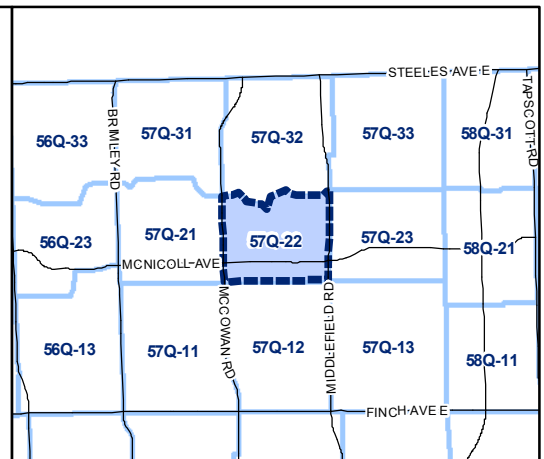 STEELES AVE E
TAPSCOTT RD
BRIMLEY RD
56Q-33
57Q-31
57Q-32
57Q-33
58Q-31
56Q-23
57Q-21
57Q-22
57Q-23
58Q-21
MCNICOLL AVE
MCCOWAN RD
MIDDLEFIELD RD
56Q-13
57Q-11
57Q-12
57Q-13
58Q-11
FINCH AVE E